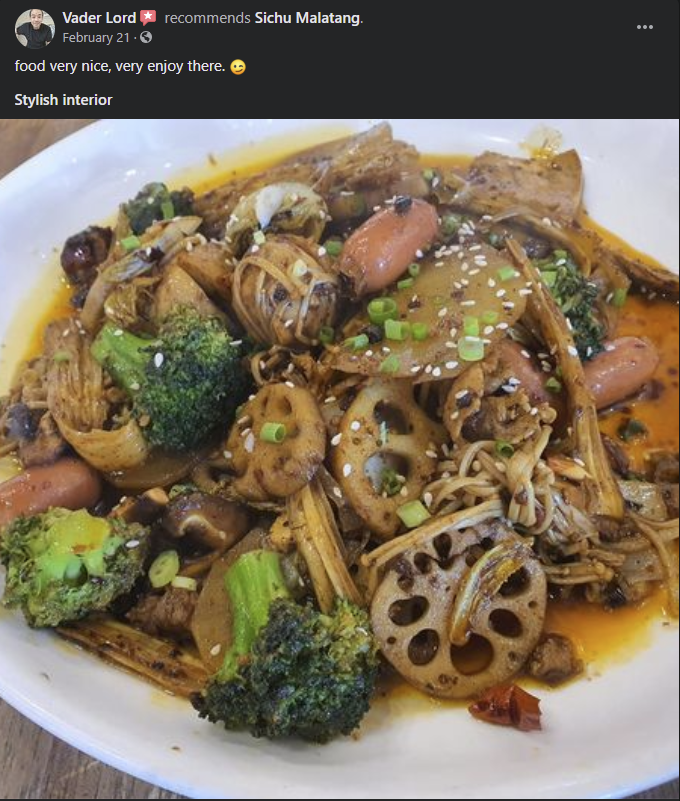 Vader Lord recommends Sichu Malatang.
February 21 ·
food very nice, very enjoy there. 😉
Stylish interior